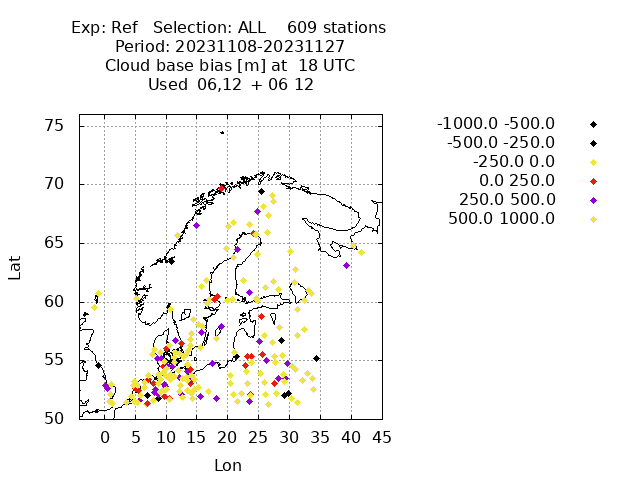 Exp: Ref   Selection: ALL    609 stations
Period: 20231108-20231127
Cloud base bias [m] at  18 UTC
Used  06,12  + 06 12
-1000.0 -500.0
-500.0 -250.0
-250.0 0.0
0.0 250.0
250.0 500.0
500.0 1000.0
75
70
65
60
55
50
Lat
0 5 10 15 20 25 30 35 40 45
Lon